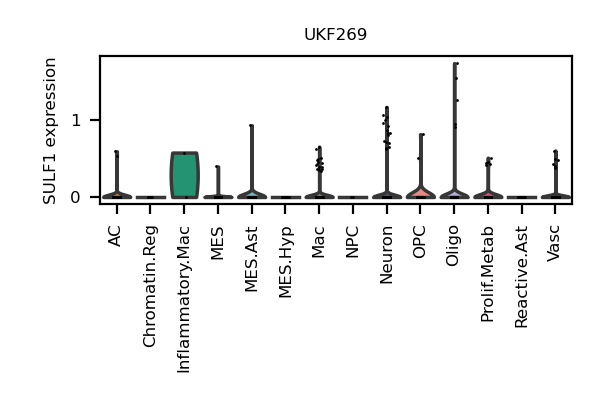 UKF269
SULF1 expression
1
0
AC
Chromatin.Reg
Inflammatory.Mac
MES
MES.Ast
MES.Hyp
Mac
NPC
Neuron
OPC
Oligo
Prolif.Metab
Reactive.Ast
Vasc